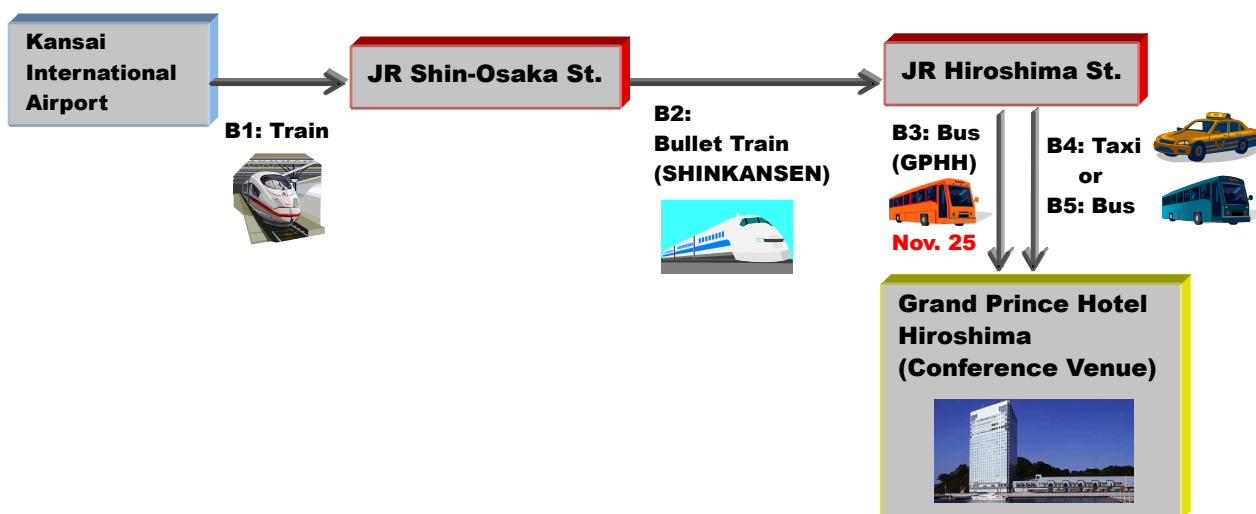 Kansai
International
Airport
JR Shin-Osaka St.
JR Hiroshima St.
B1: Train
B2:
Bullet Train
(SHINKANSEN)
B3: Bus
(GPHH)
Nov. 25
B4: Taxi
or
B5: Bus
Grand Prince Hotel
Hiroshima
(Conference Venue)